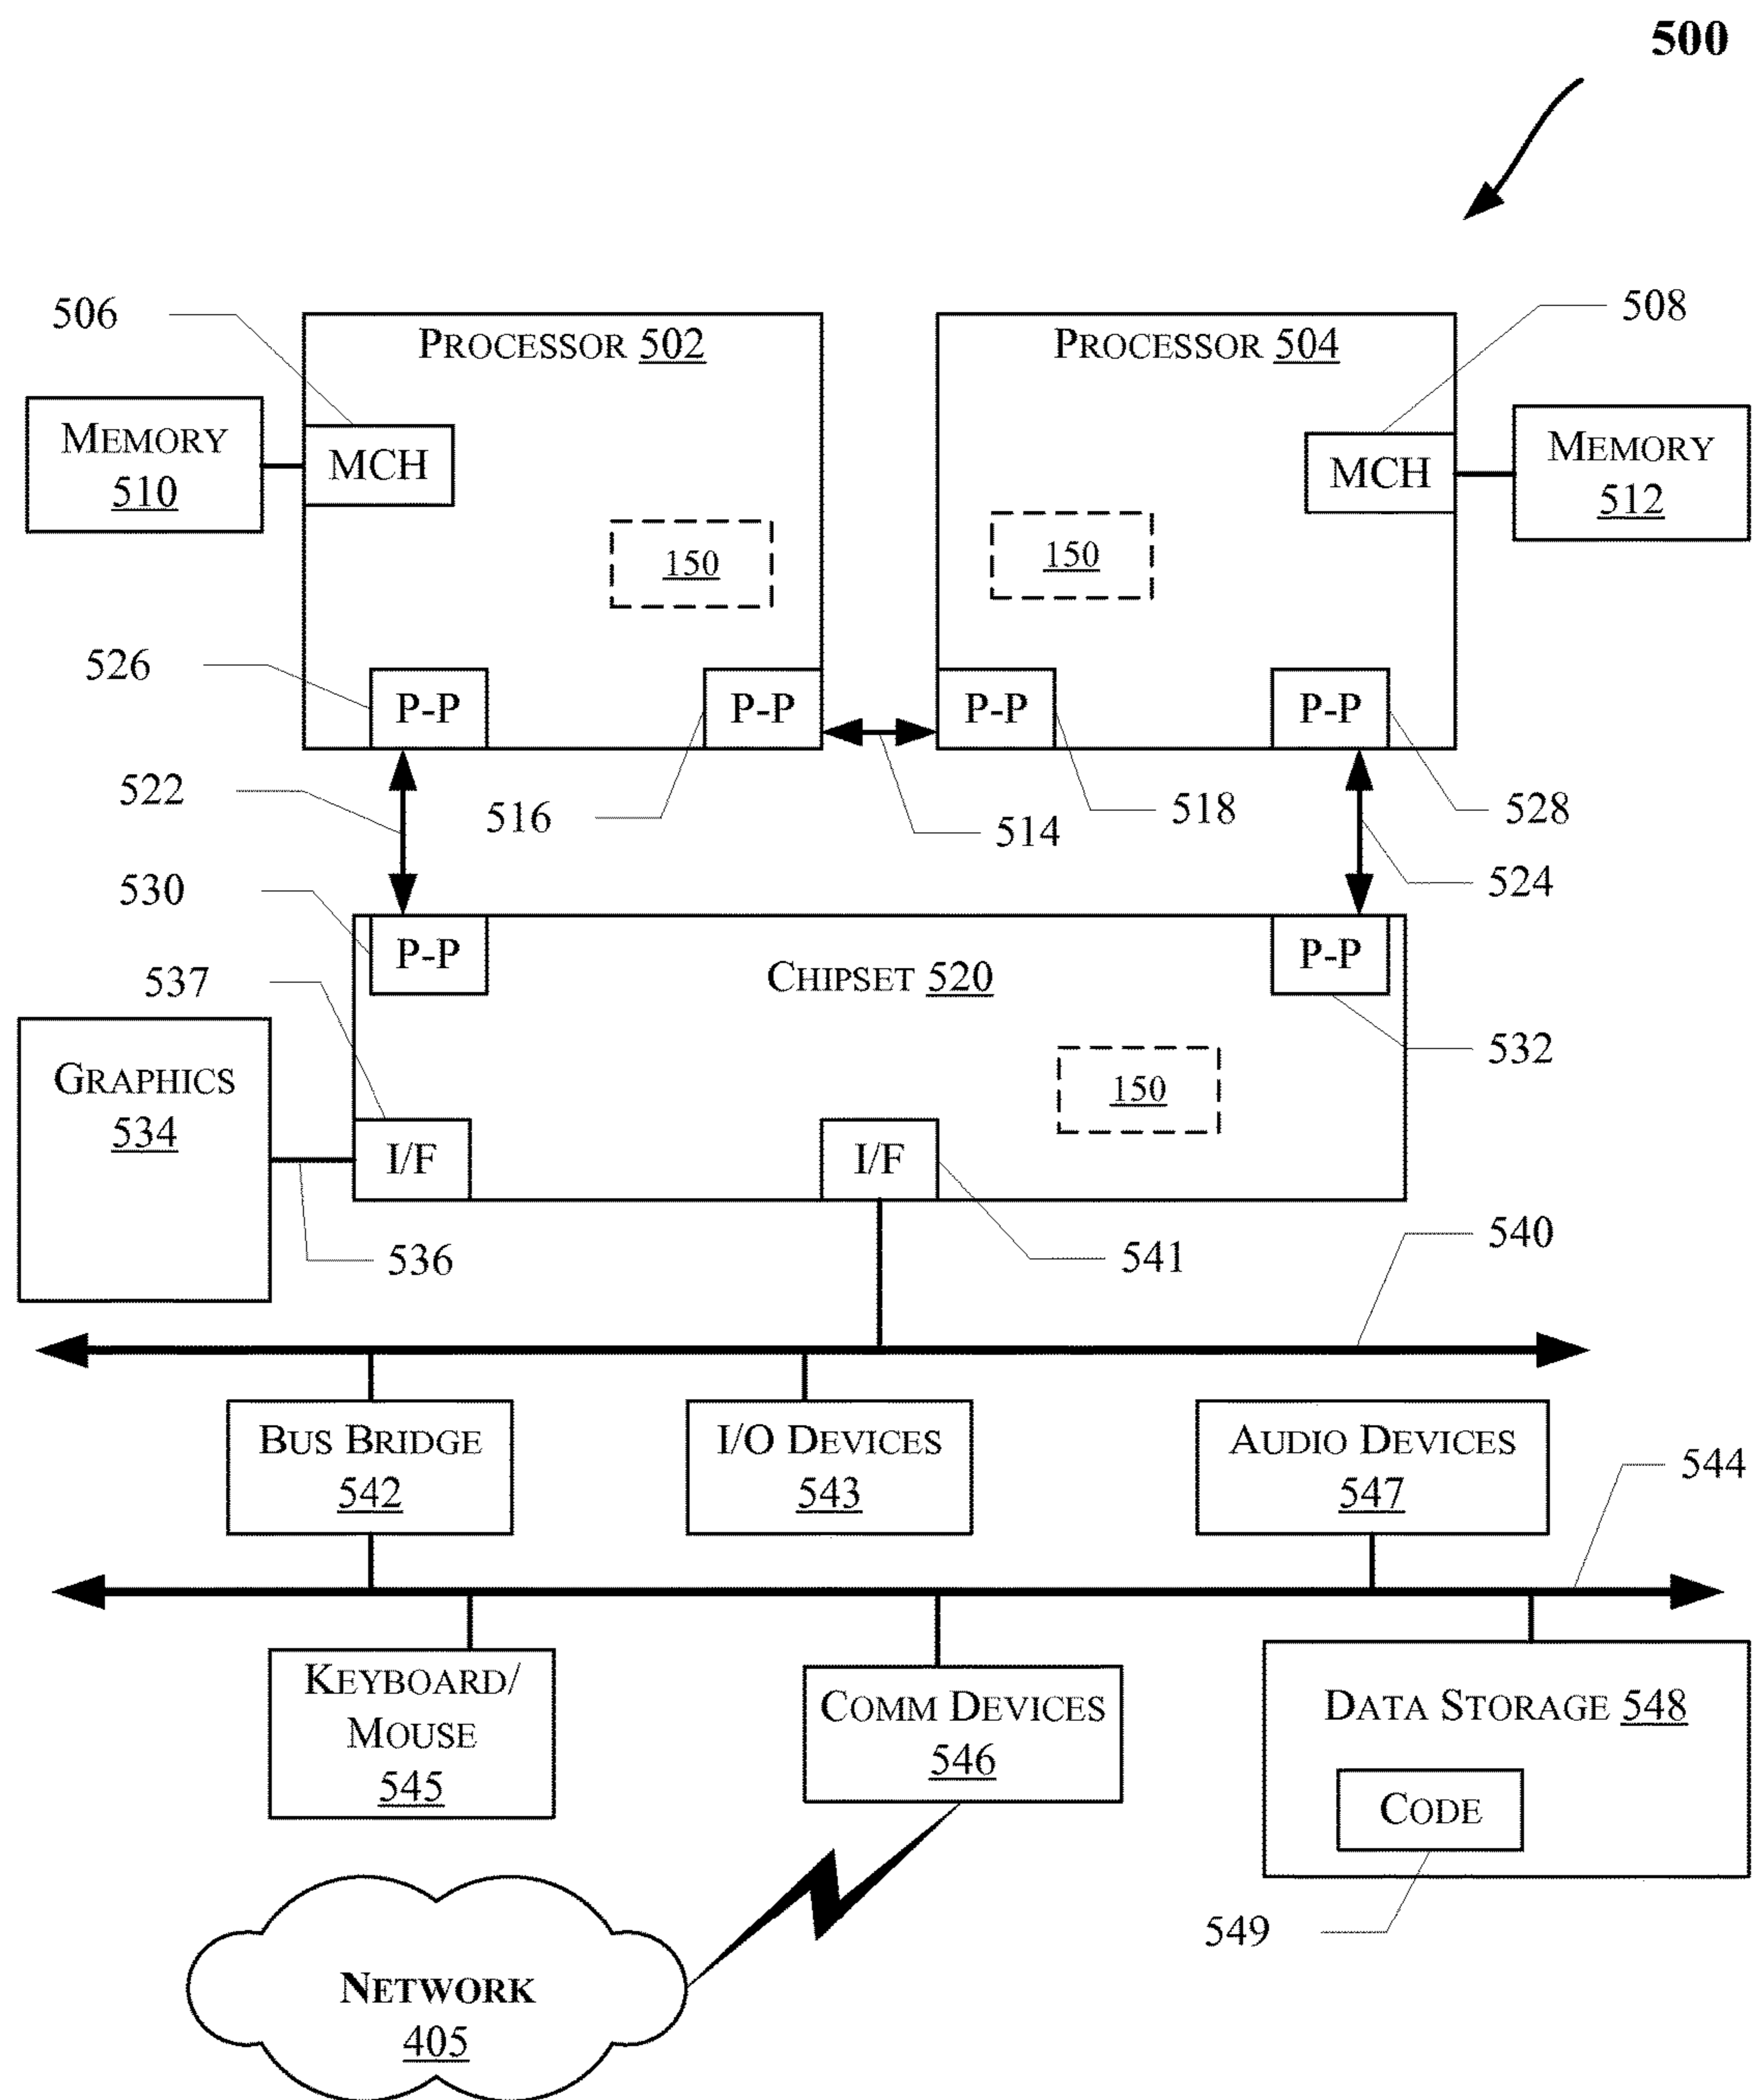 500
506
PROCESSOR 502
PROCESSOR 504
508
MEMORY
510
MCH
MCH
MEMORY
512
150
150
526
P-P
P-P
P-P
P-P
522
516
514
518
528
524
530
P-P
CHIPSET 520
P-P
537
532
GRAPHICS
534
150
I/F
I/F
536
541
540
BUS BRIDGE
542
I/O DEVICES
543
AUDIO DEVICES
547
544
KEYBOARD/
MOUSE
545
COMM DEVICES
546
DATA STORAGE 548
CODE
549
NETWORK
405